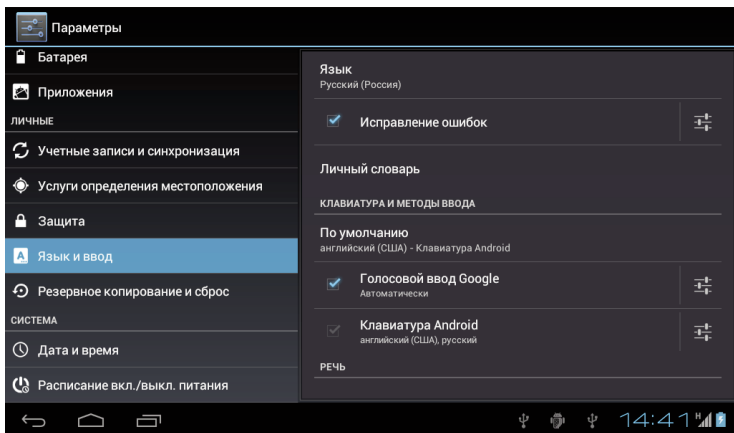 Параметры
Батарея
Приложения
ЛИЧНЫЕ
Учетные записи и синхронизация
Услуги определения местоположения
Защита
Язык и ввод
Резервное копирование и сброс
СИСТЕМА
Дата и время
Расписание вкл./выкл. питания
Язык
Русский (Россия)
Исправление ошибок
Личный словарь
КЛАВИАТУРА И МЕТОДЫ ВВОДА
По умолчанию
английский (США) - Клавиатура Android
Голосовой ввод Google
Автоматически
Клавиатура Android
английский (США), русский
РЕЧЬ
14:41 H